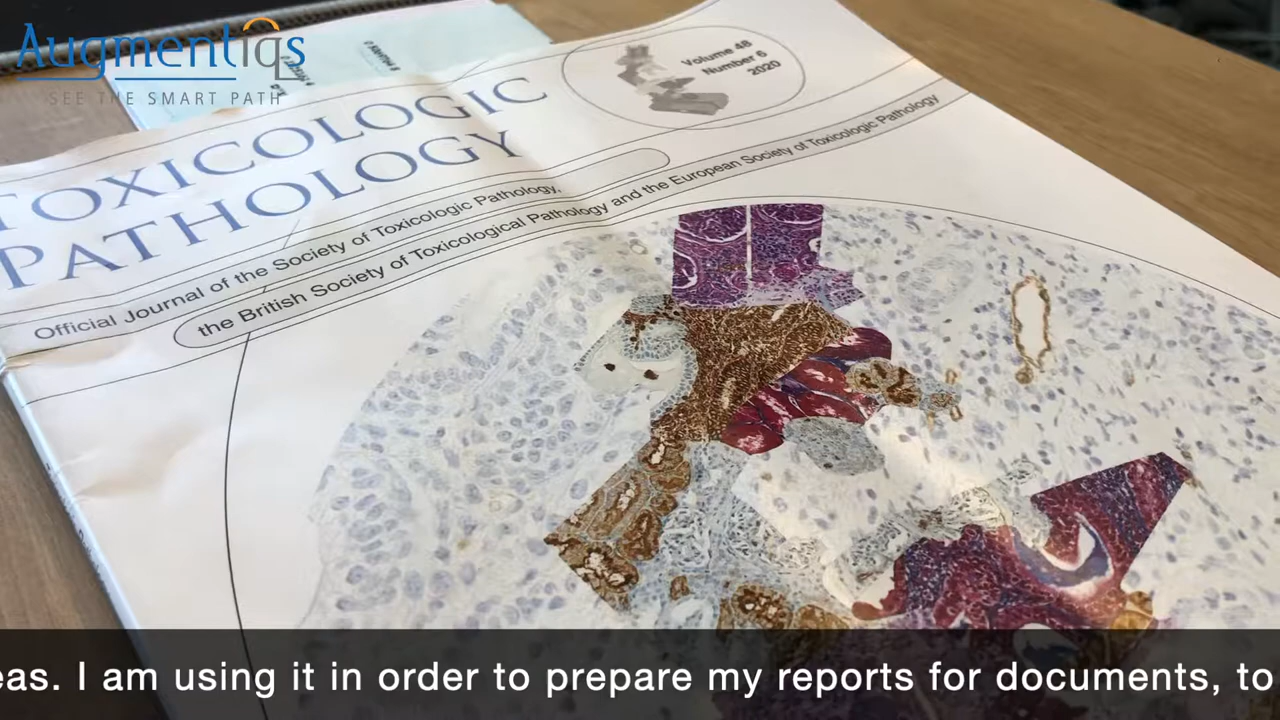 Augmentiqs
SEE THE SMART PATH
Volume 48
Number 6
2020
TOXICOLOGIC
PATHOLOGY
Official Journal of the Society of Toxicologic Pathology,
the British Society of Toxicological Pathology and the European Society of Toxicologic Pathology
eas. I am using it in order to prepare my reports for documents, to